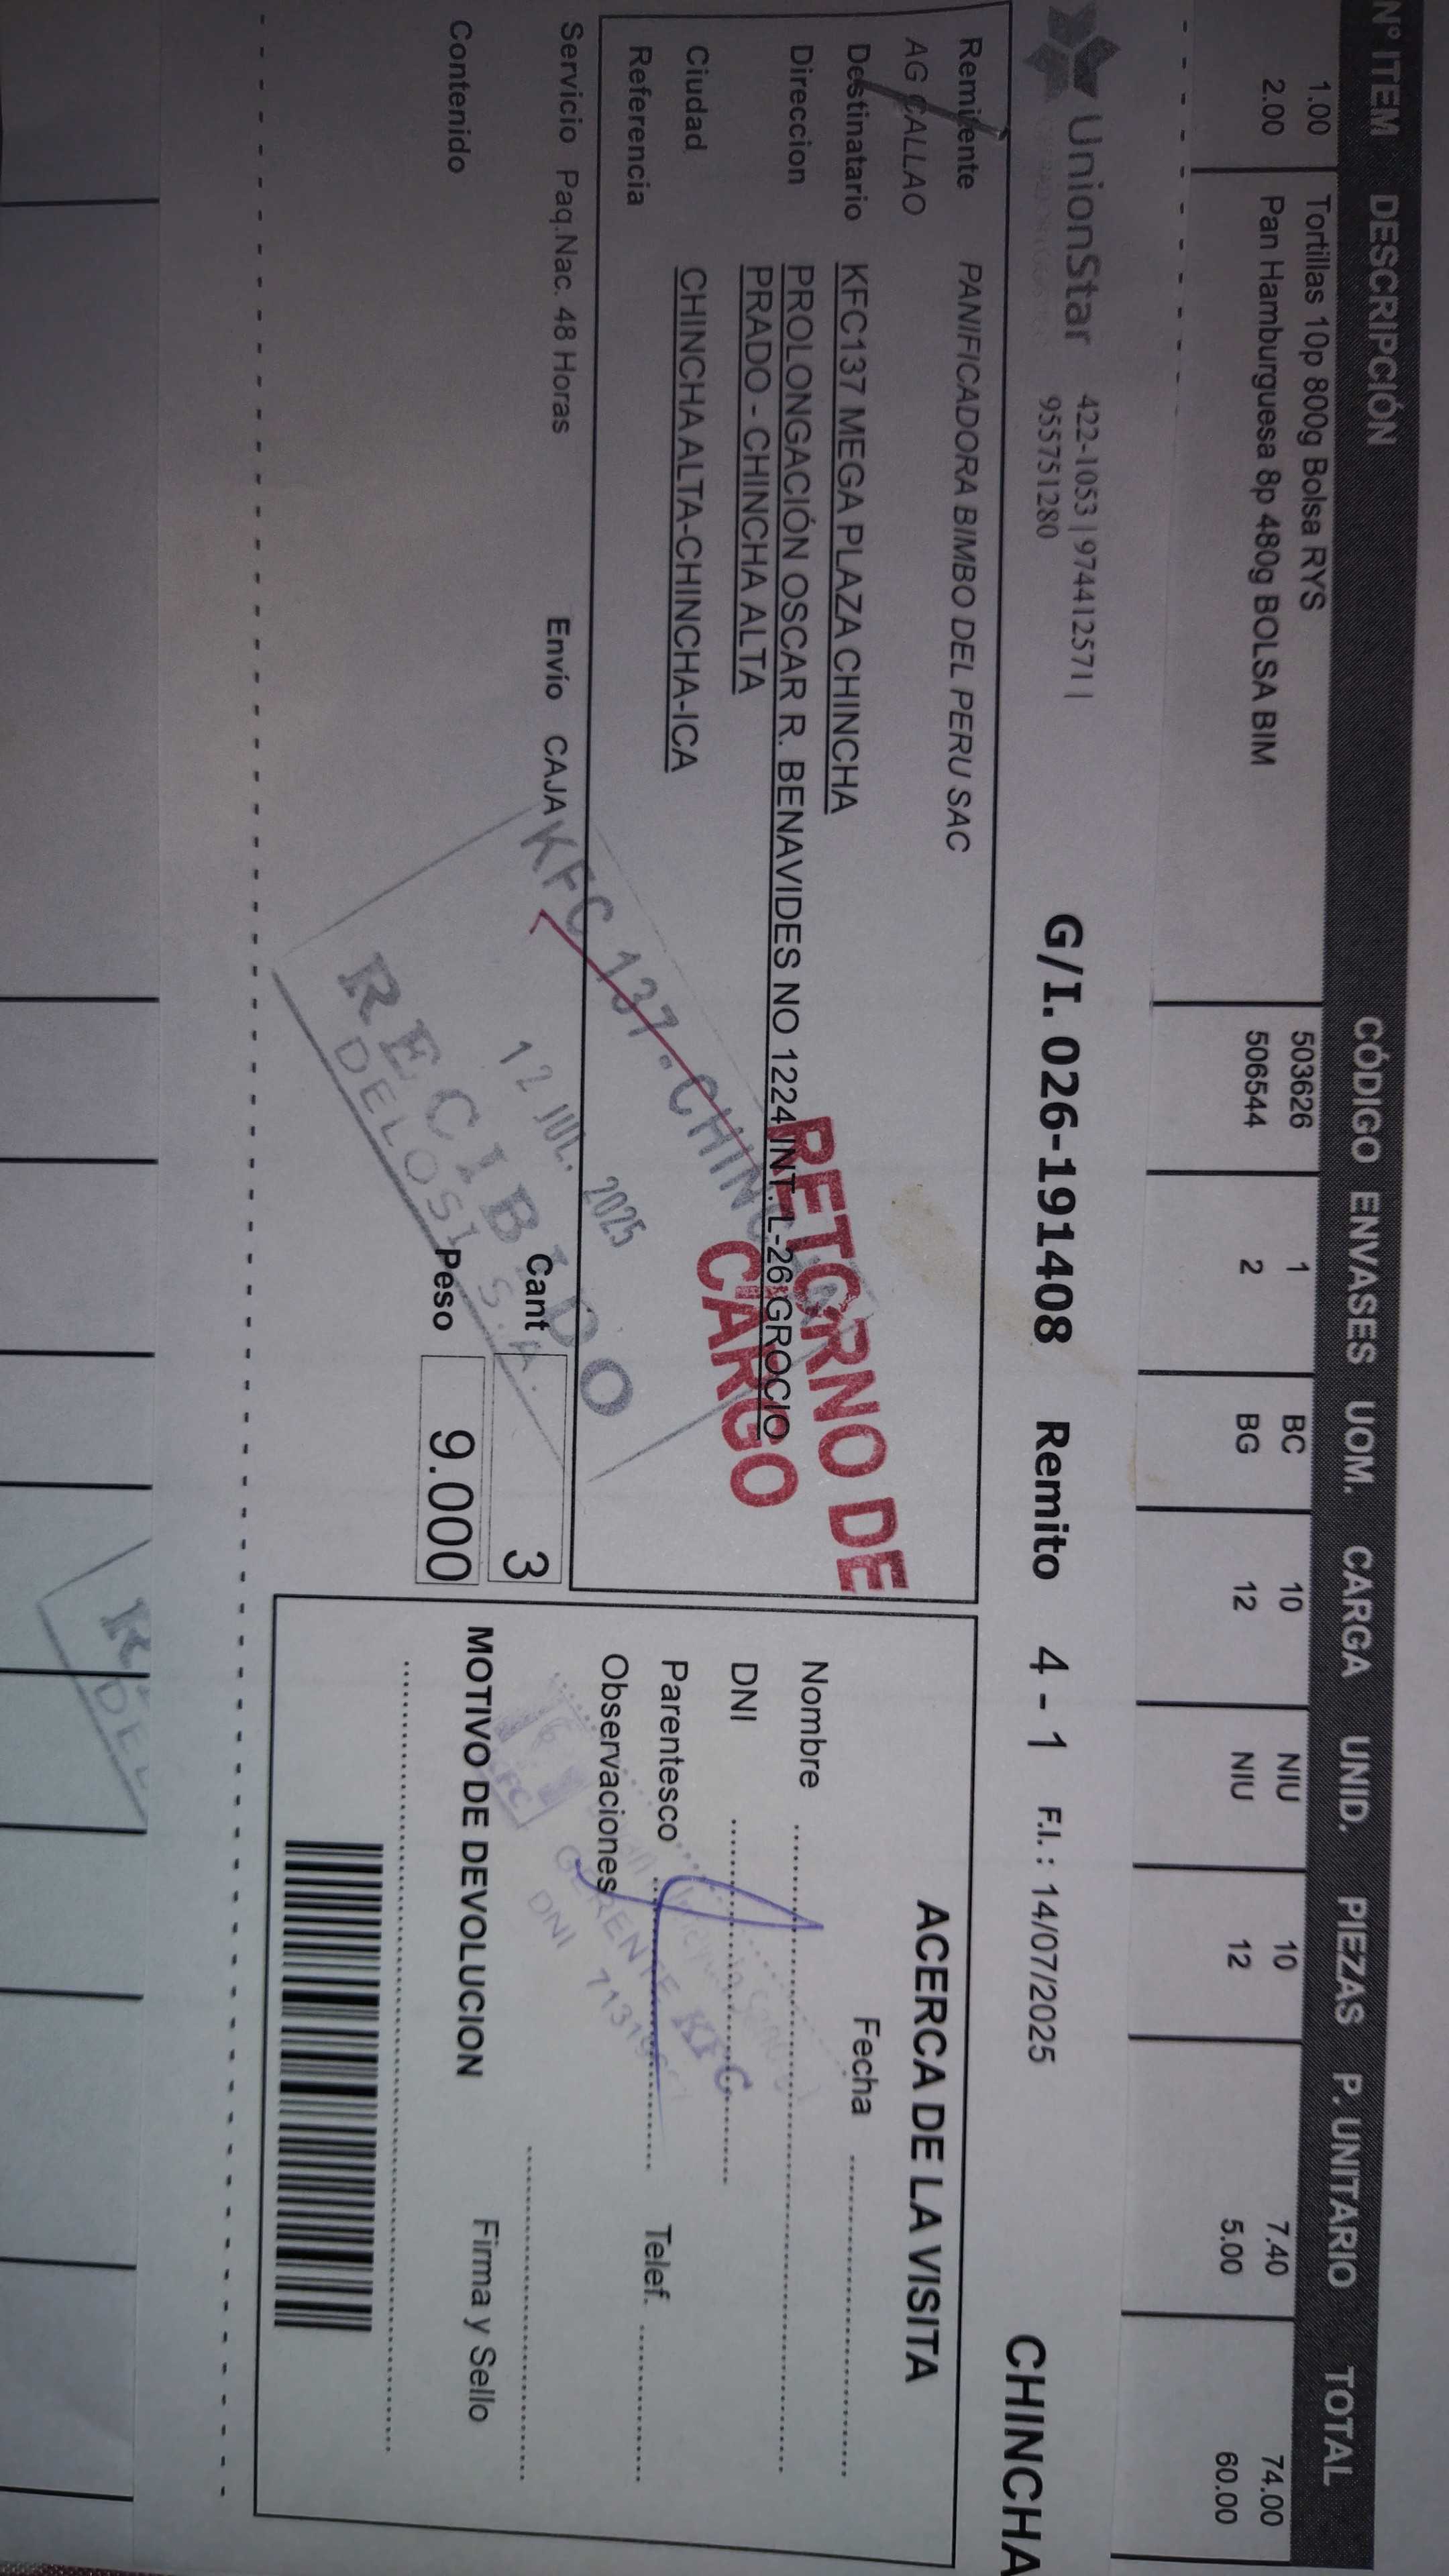 N° ITEM DESCRIPCIÓN CÓDIGO ENVASES UOM. CARGA UNID. PIEZAS P. UNITARIO TOTAL
1.00 Tortillas 10p 800g Bolsa RYS 503626 1 BC 10 NIU 10 7.40 74.00
2.00 Pan Hamburguesa 8p 480g BOLSA BIM 506544 2 BG 12 NIU 12 5.00 60.00
UnionStar 422-1053 | 974412571 |
955751280
G/I. 026-191408 Remito 4 - 1 F.I. : 14/07/2025 CHINCHA
Remitente PANIFICADORA BIMBO DEL PERU SAC
AG CALLAO
Destinatario KFC137 MEGA PLAZA CHINCHA
Direccion PROLONGACIÓN OSCAR R. BENAVIDES NO 1224 INT. L-26 GROCIO
PRADO - CHINCHA ALTA
Ciudad CHINCHA ALTA-CHINCHA-ICA
Referencia
RETORNO DE
CARGO
Servicio Paq.Nac. 48 Horas Envío CAJA Cant 3
Contenido Peso 9.000
KFC 137-CHINCHA
12 JUL. 2025
RECIBIDO
DELOSI S.A.
ACERCA DE LA VISITA
Fecha
Nombre
DNI
Parentesco Telef.
Observaciones
GERENTE KFC
DNI
KFC
MOTIVO DE DEVOLUCION Firma y Sello